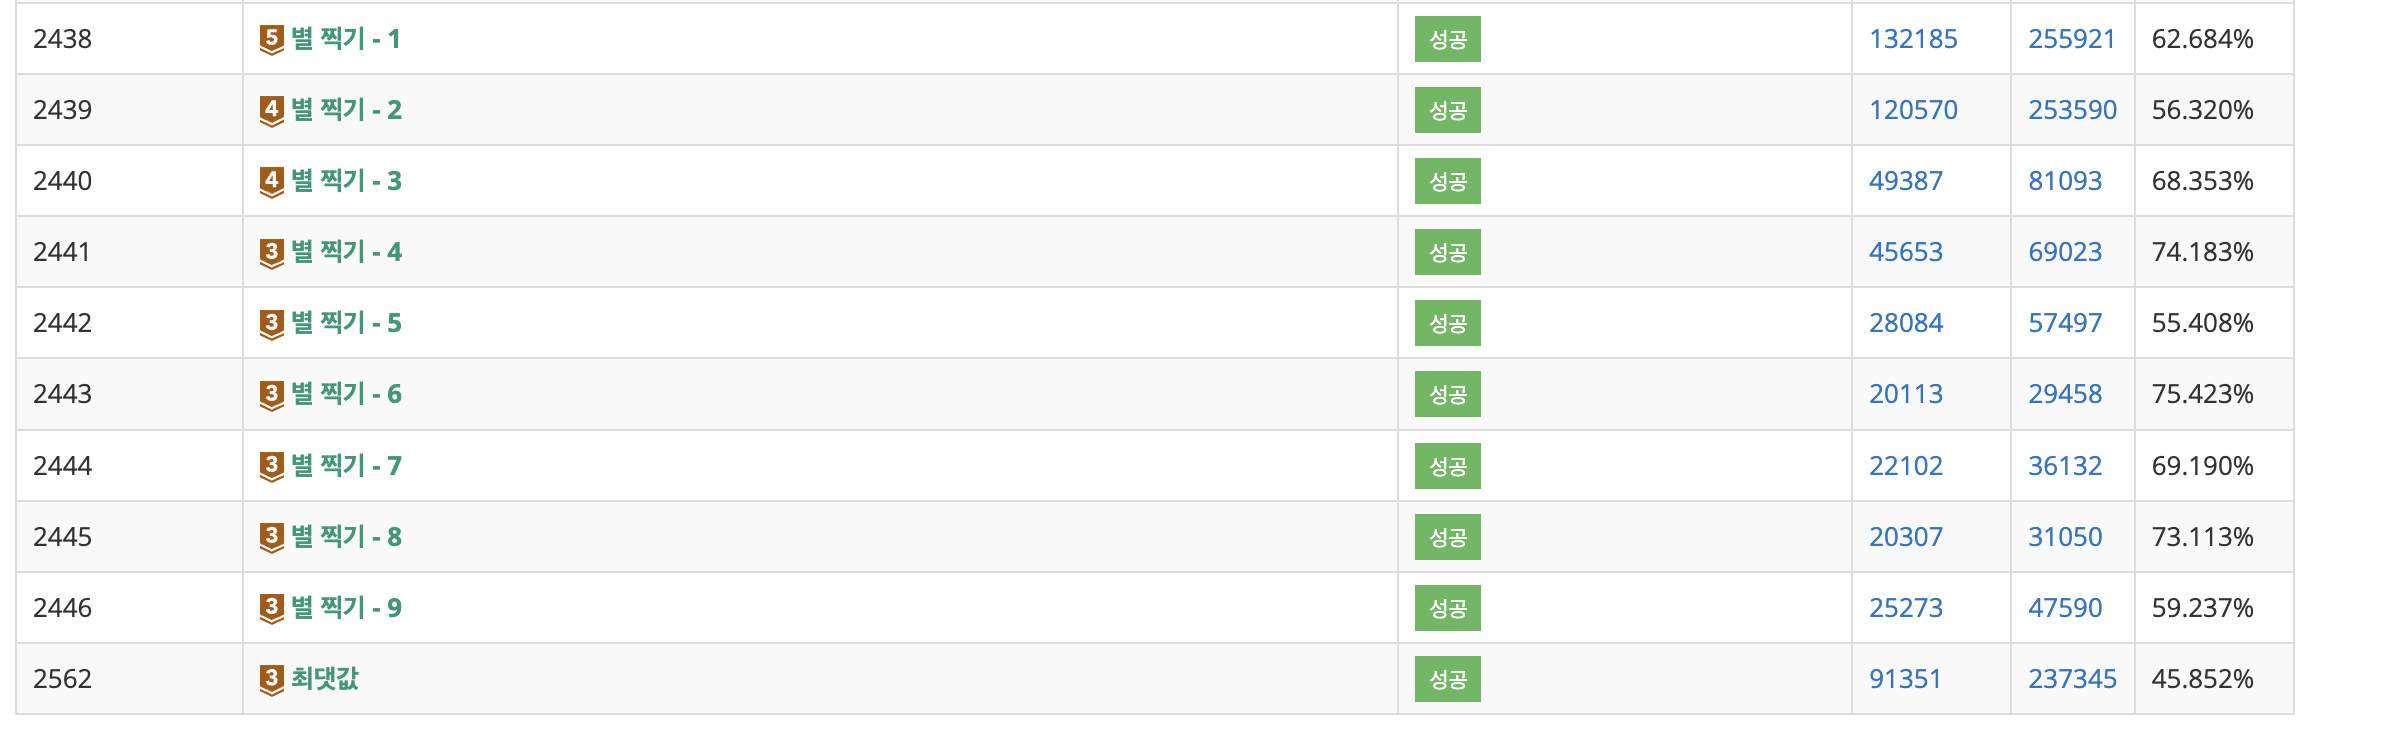 2438 5 별 찍기 - 1 성공 132185 255921 62.684%
2439 4 별 찍기 - 2 성공 120570 253590 56.320%
2440 4 별 찍기 - 3 성공 49387 81093 68.353%
2441 3 별 찍기 - 4 성공 45653 69023 74.183%
2442 3 별 찍기 - 5 성공 28084 57497 55.408%
2443 3 별 찍기 - 6 성공 20113 29458 75.423%
2444 3 별 찍기 - 7 성공 22102 36132 69.190%
2445 3 별 찍기 - 8 성공 20307 31050 73.113%
2446 3 별 찍기 - 9 성공 25273 47590 59.237%
2562 3 최댓값 성공 91351 237345 45.852%